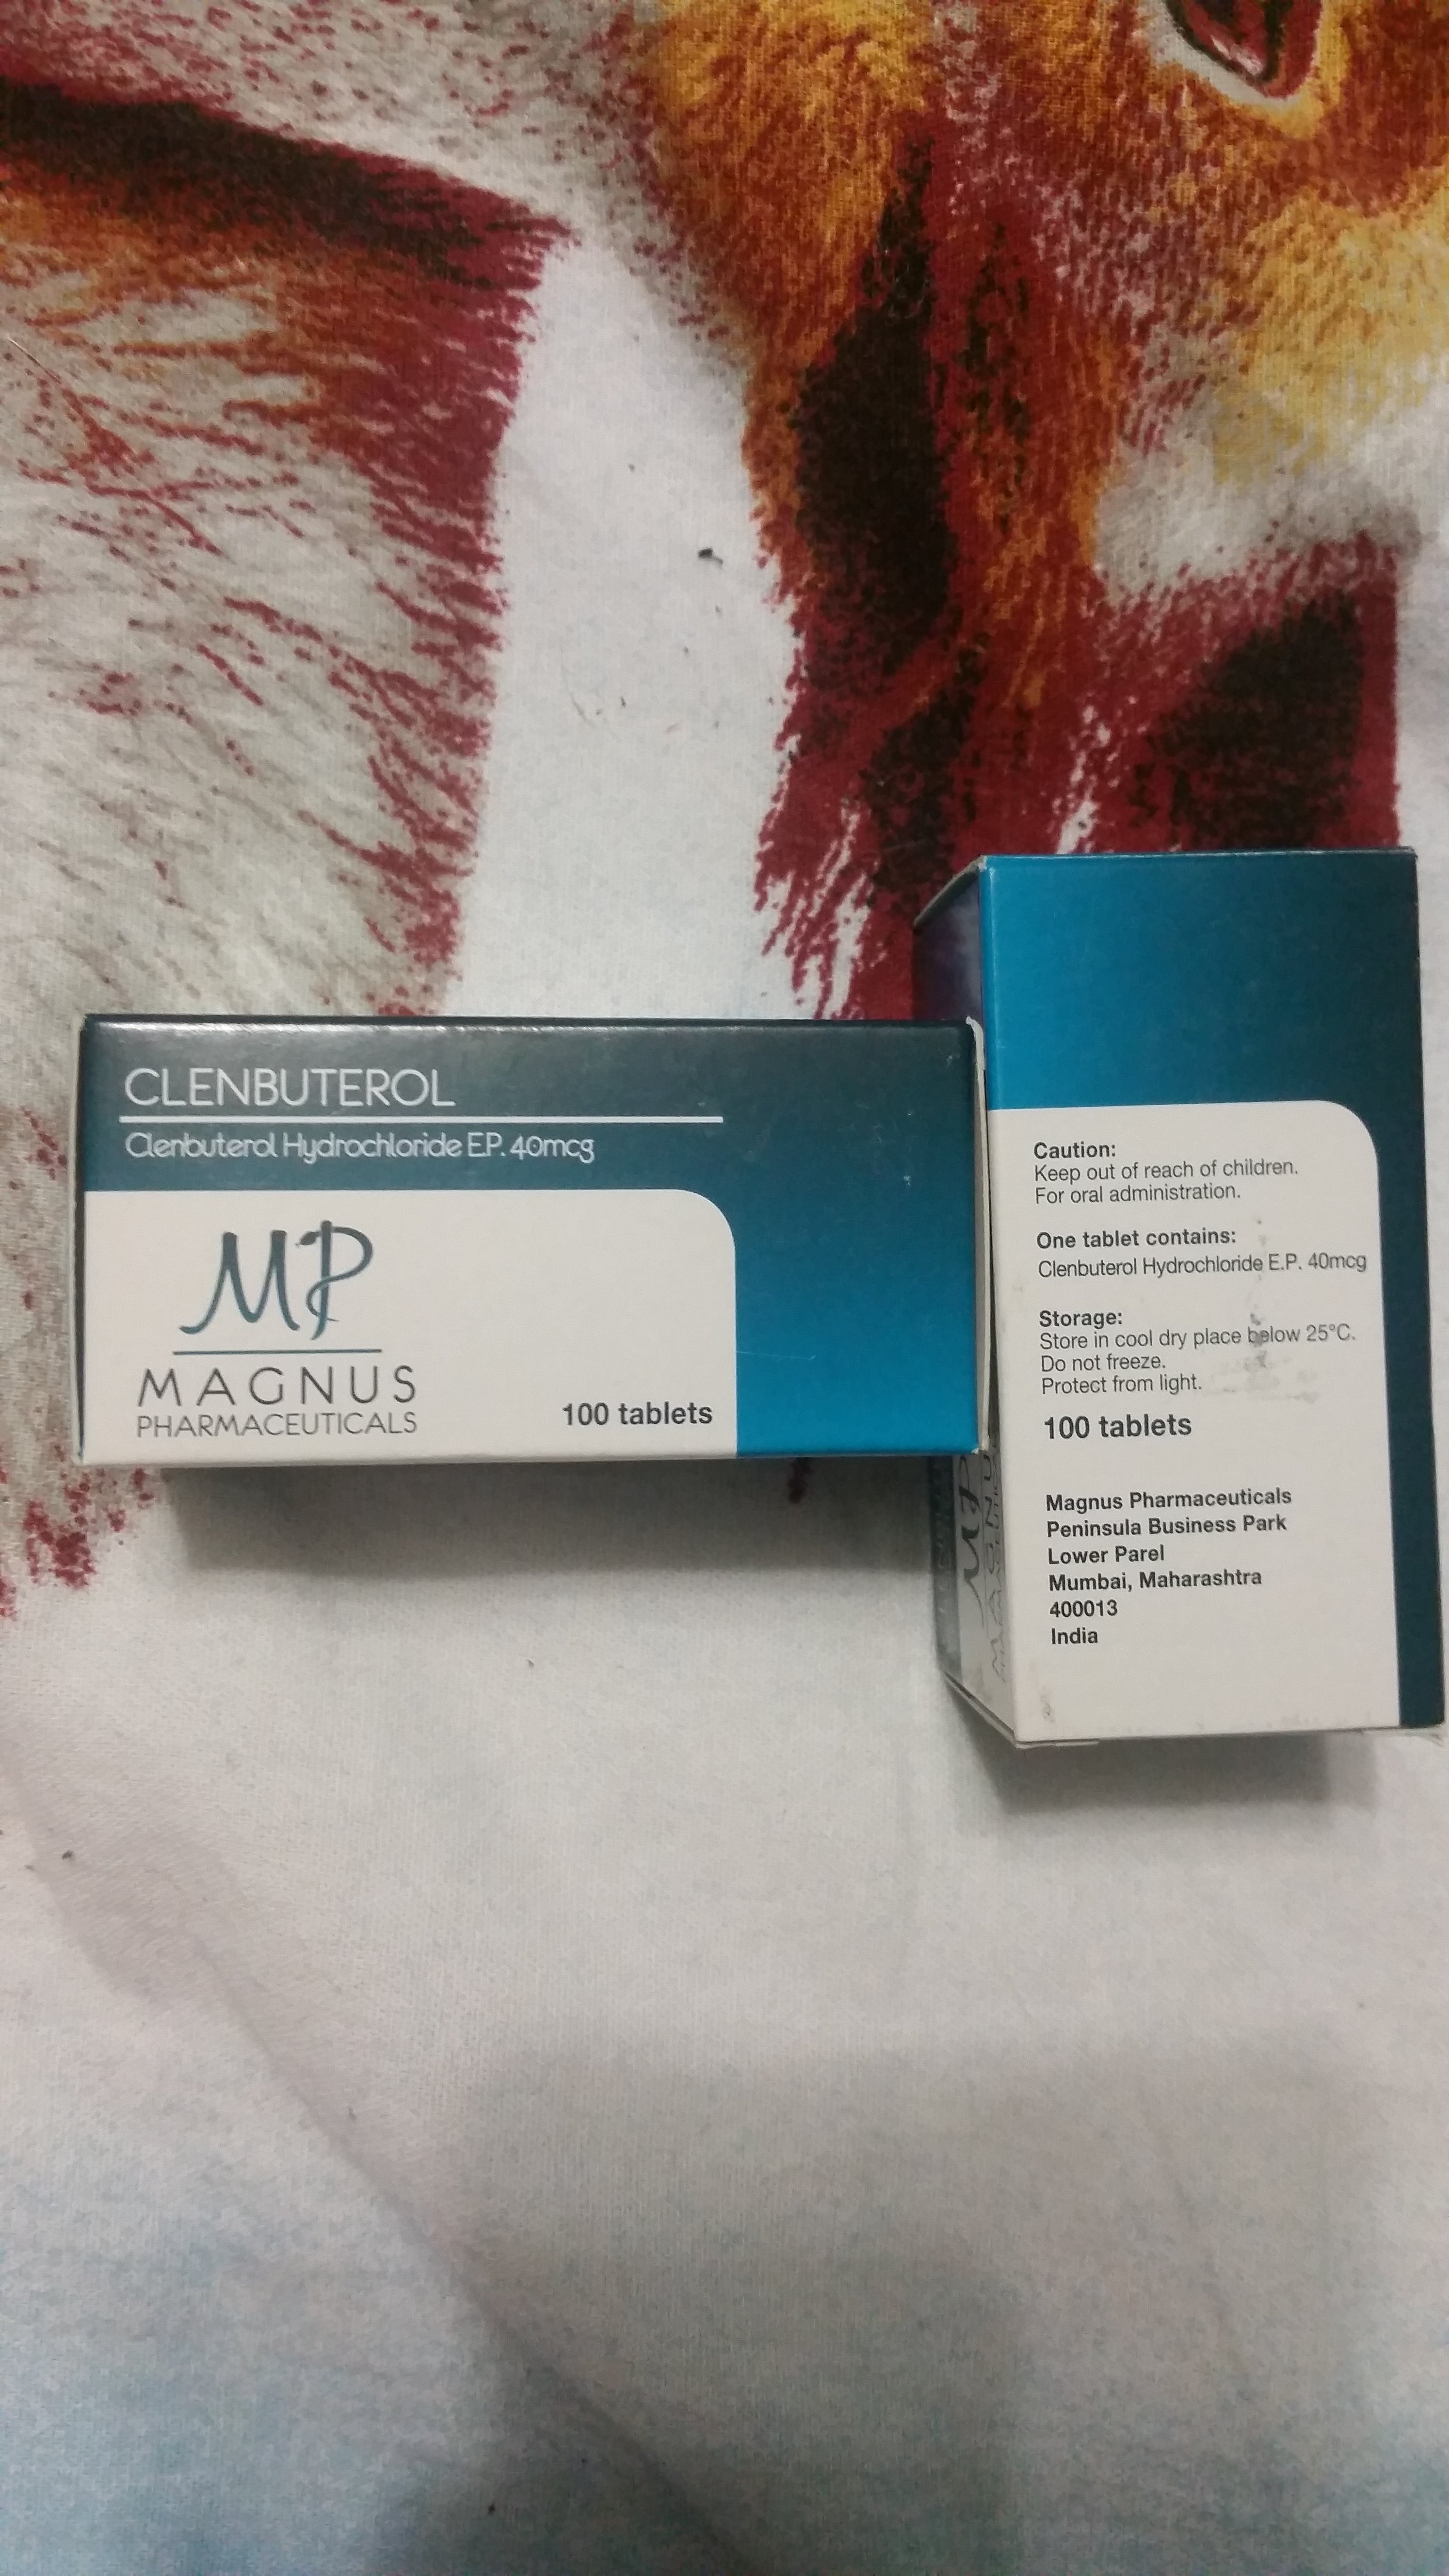 CLENBUTEROL
Clenbuterol Hydrochloride E.P. 40mcg
MP
MAGNUS
PHARMACEUTICALS
100 tablets
Caution:
Keep out of reach of children.
For oral administration.
One tablet contains:
Clenbuterol Hydrochloride E.P. 40mcg
Storage:
Store in cool dry place below 25°C.
Do not freeze.
Protect from light.
100 tablets
Magnus Pharmaceuticals
Peninsula Business Park
Lower Parel
Mumbai, Maharashtra
400013
India
MP
MAGNUS